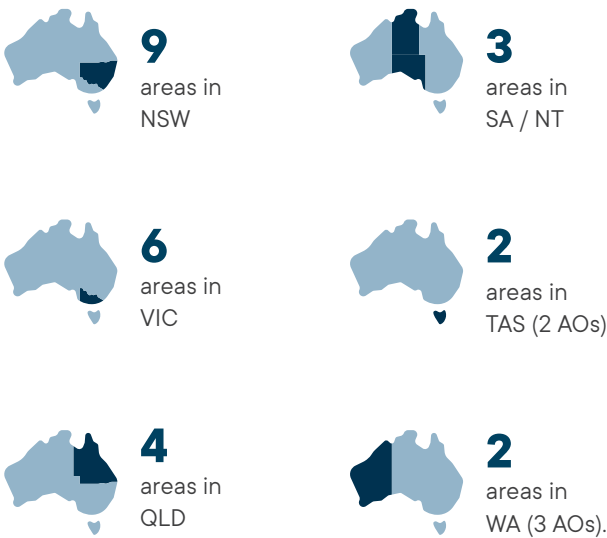 9
areas in
NSW
3
areas in
SA / NT
6
areas in
VIC
2
areas in
TAS (2 AOs)
4
areas in
QLD
2
areas in
WA (3 AOs).